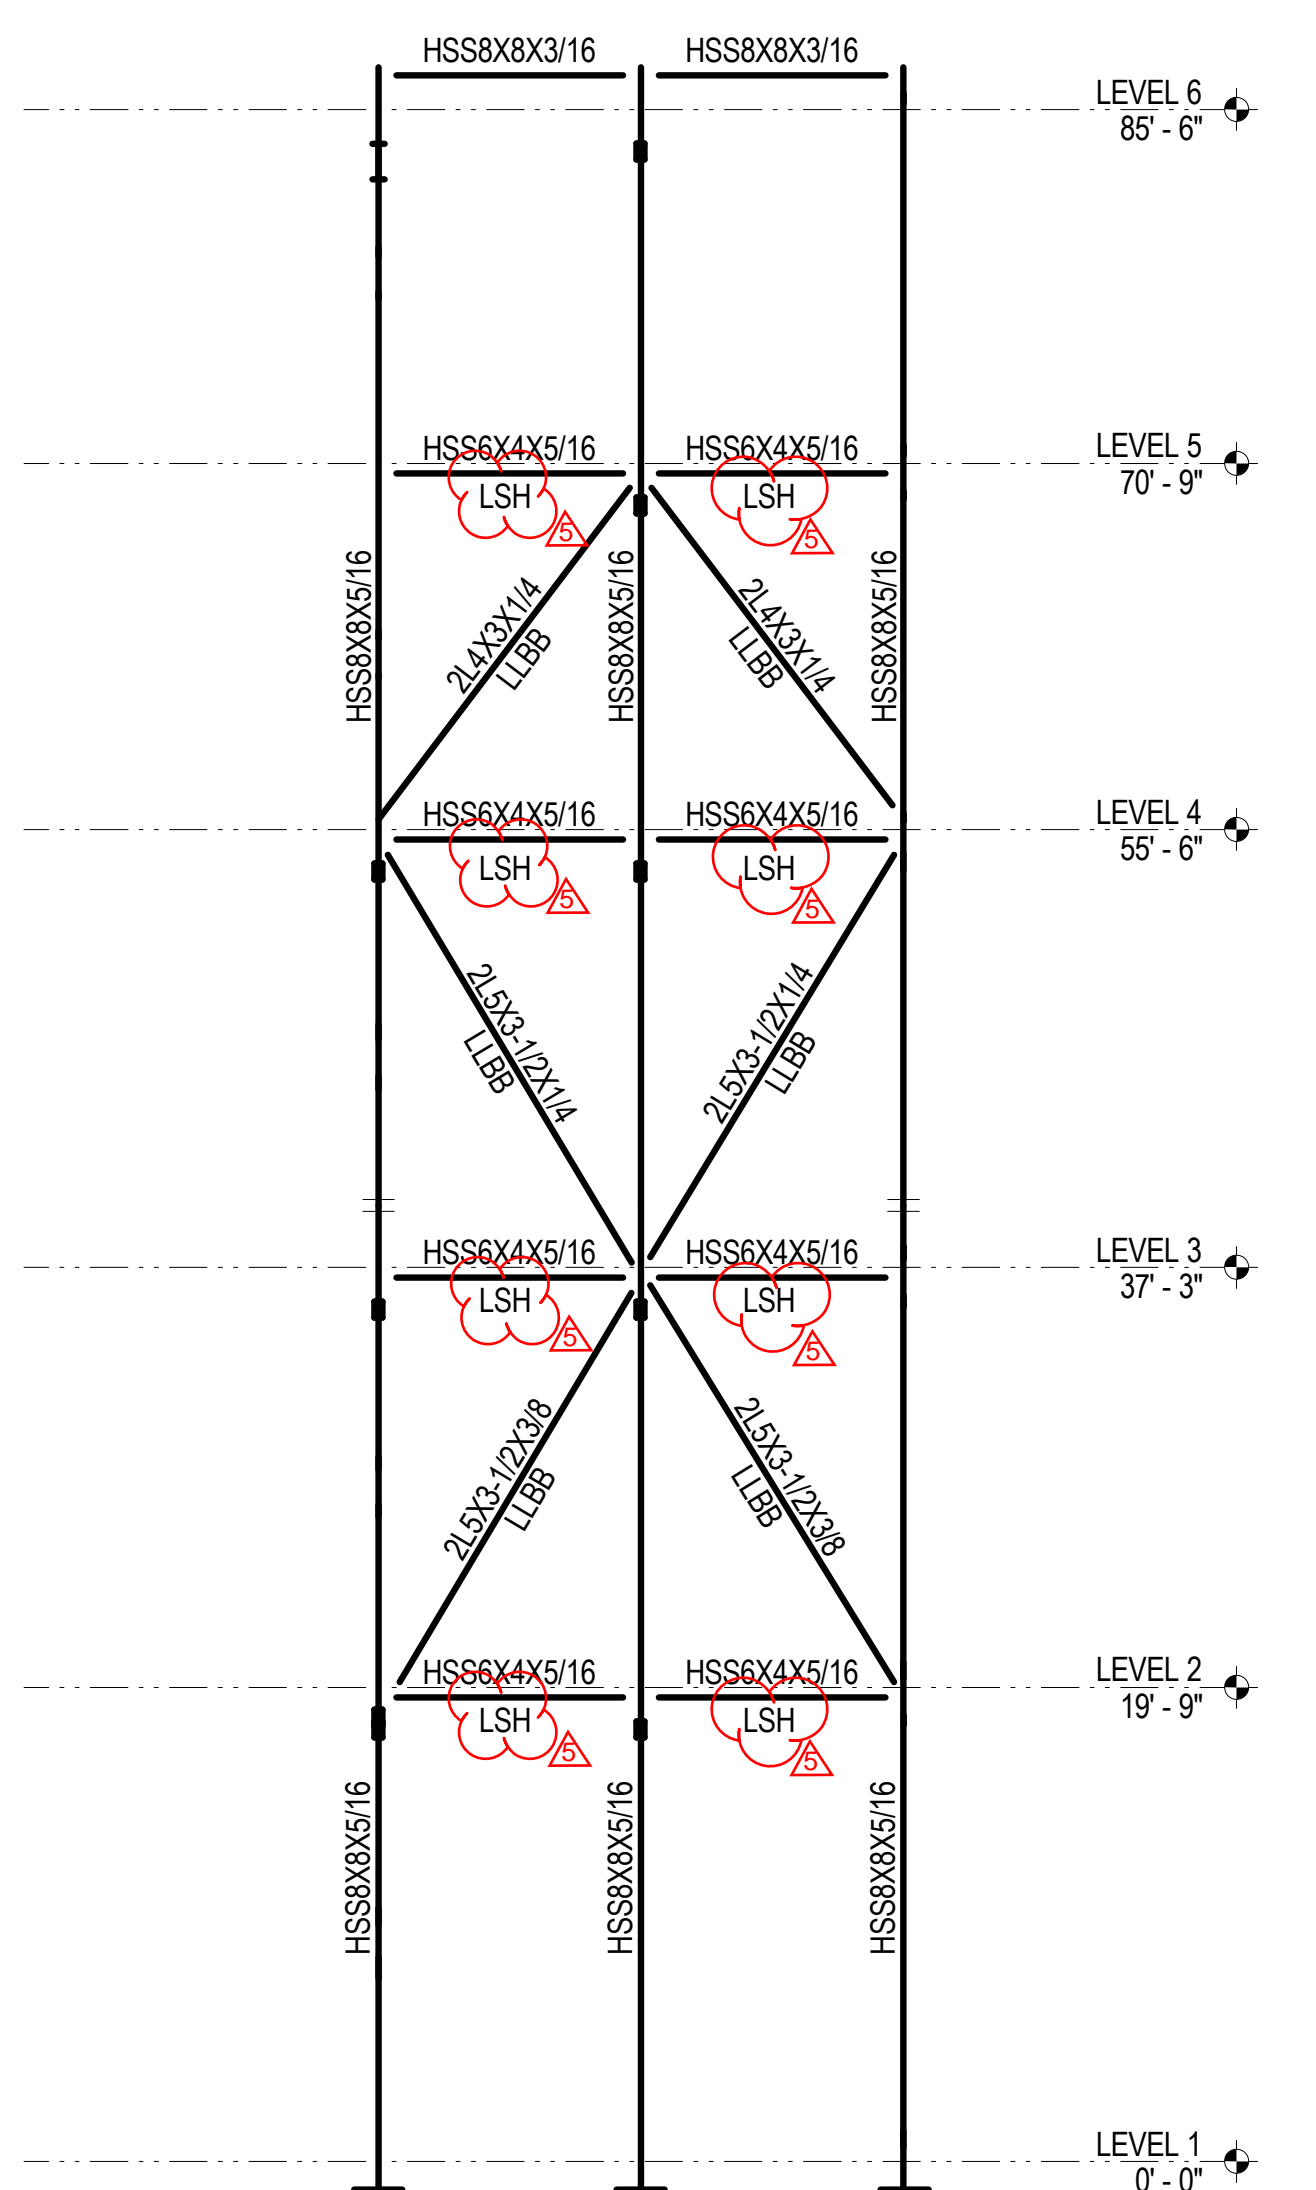 HSS8X8X3/16
HSS8X8X3/16
LEVEL 6
85' - 6"
HSS6X4X5/16
HSS6X4X5/16
LEVEL 5
70' - 9"
LSH
5
LSH
5
HSS8X8X5/16
2L4X3X1/4
LLBB
HSS8X8X5/16
2L4X3X1/4
LLBB
HSS8X8X5/16
HSS6X4X5/16
HSS6X4X5/16
LEVEL 4
55' - 6"
LSH
5
LSH
5
2L5X3-1/2X1/4
LLBB
2L5X3-1/2X1/4
LLBB
HSS6X4X5/16
HSS6X4X5/16
LEVEL 3
37' - 3"
LSH
5
LSH
5
2L5X3-1/2X3/8
LLBB
2L5X3-1/2X3/8
LLBB
HSS6X4X5/16
HSS6X4X5/16
LEVEL 2
19' - 9"
LSH
5
LSH
5
HSS8X8X5/16
HSS8X8X5/16
HSS8X8X5/16
LEVEL 1
0' - 0"